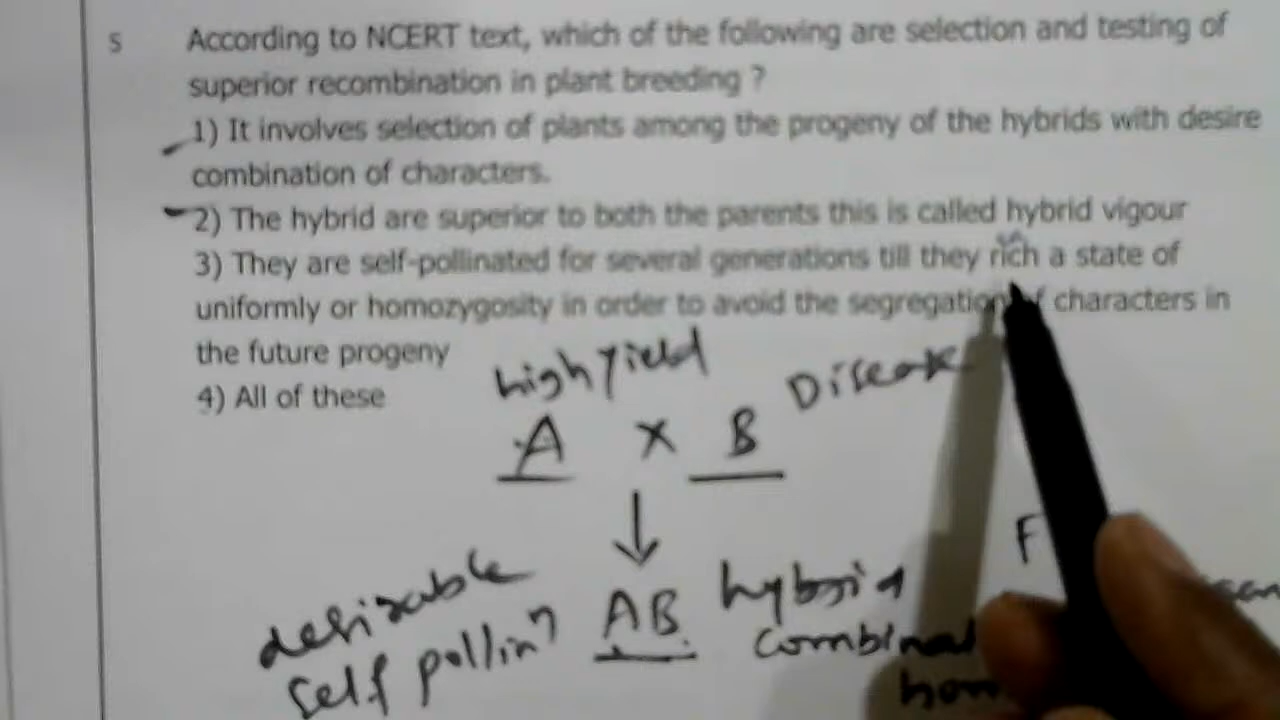 5 According to NCERT text, which of the following are selection and testing of
superior recombination in plant breeding ?
1) It involves selection of plants among the progeny of the hybrids with desire
combination of characters.
2) The hybrid are superior to both the parents this is called hybrid vigour
3) They are self-pollinated for several generations till they rich a state of
uniformly or homozygosity in order to avoid the segregation of characters in
the future progeny
4) All of these
high yield
A x B
↓
desirable
AB hybrid
self pollin
F